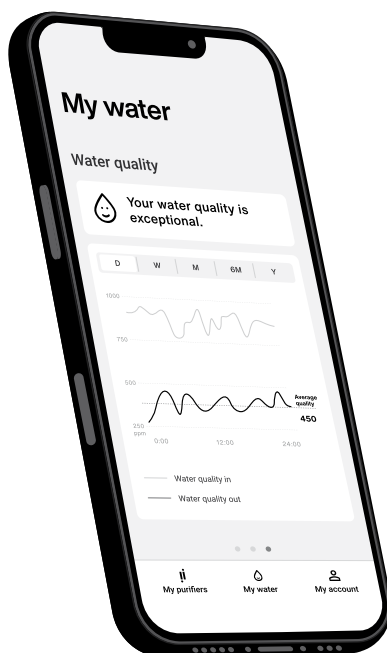 My water
Water quality
Your water quality is
exceptional.
D W M 6M Y
1000
750
500
Average
quality
450
250
ppm
0:00 12:00 24:00
Water quality in
Water quality out
My purifiers My water My account